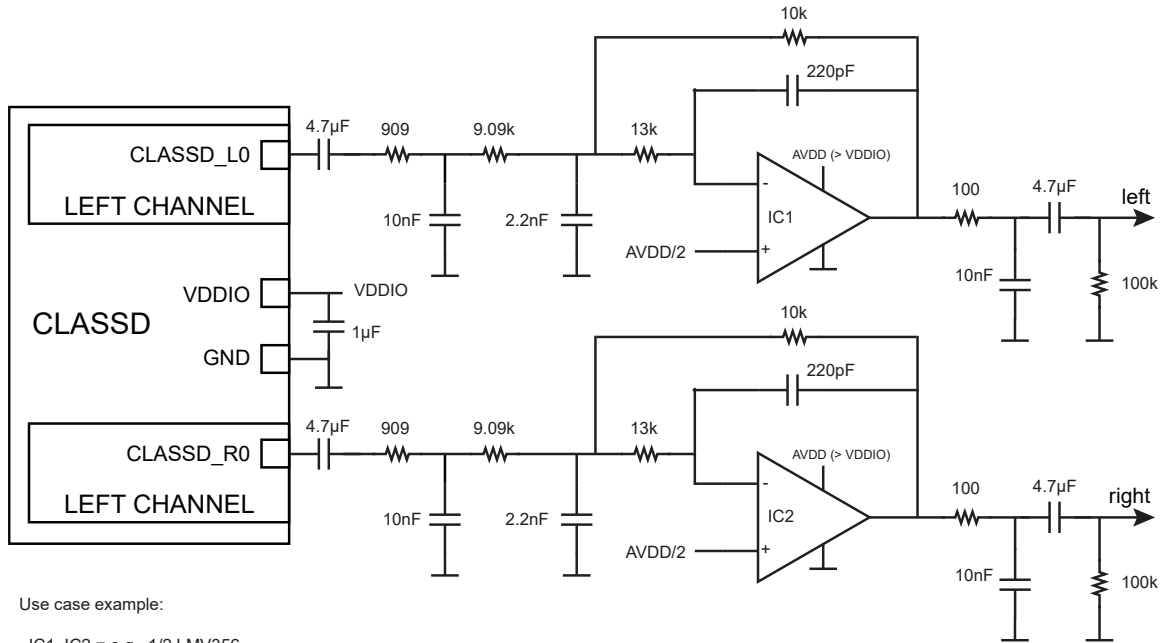 10k
220pF
4.7µF
909
9.09k
13k
CLASSD_L0
LEFT CHANNEL
10nF
2.2nF
AVDD (> VDDIO)
-
IC1
+
AVDD/2
100
4.7µF
left
10nF
100k
VDDIO
VDDIO
1µF
CLASSD
GND
10k
220pF
4.7µF
909
9.09k
13k
CLASSD_R0
LEFT CHANNEL
10nF
2.2nF
AVDD (> VDDIO)
-
IC2
+
AVDD/2
100
4.7µF
right
10nF
100k
Use case example: